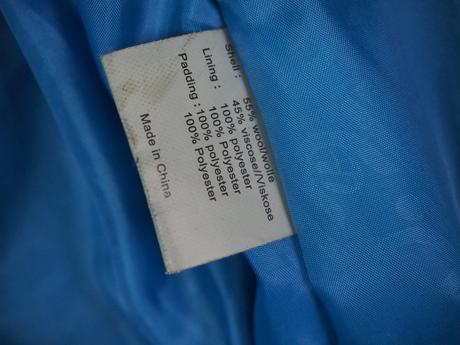 Shell : 55% wool/wolle
45% viscose//Viskose
Lining : 100% polyester
100% Polyester
Padding : 100% polyester
100% Polyester
Made in China